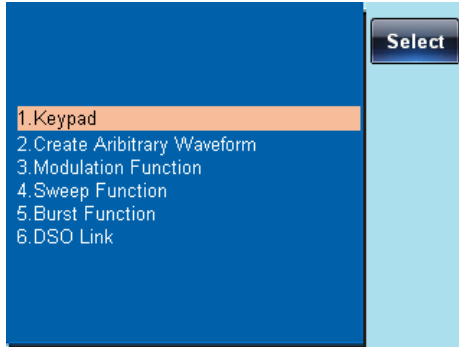 Select
1.Keypad
2.Create Aribitrary Waveform
3.Modulation Function
4.Sweep Function
5.Burst Function
6.DSO Link